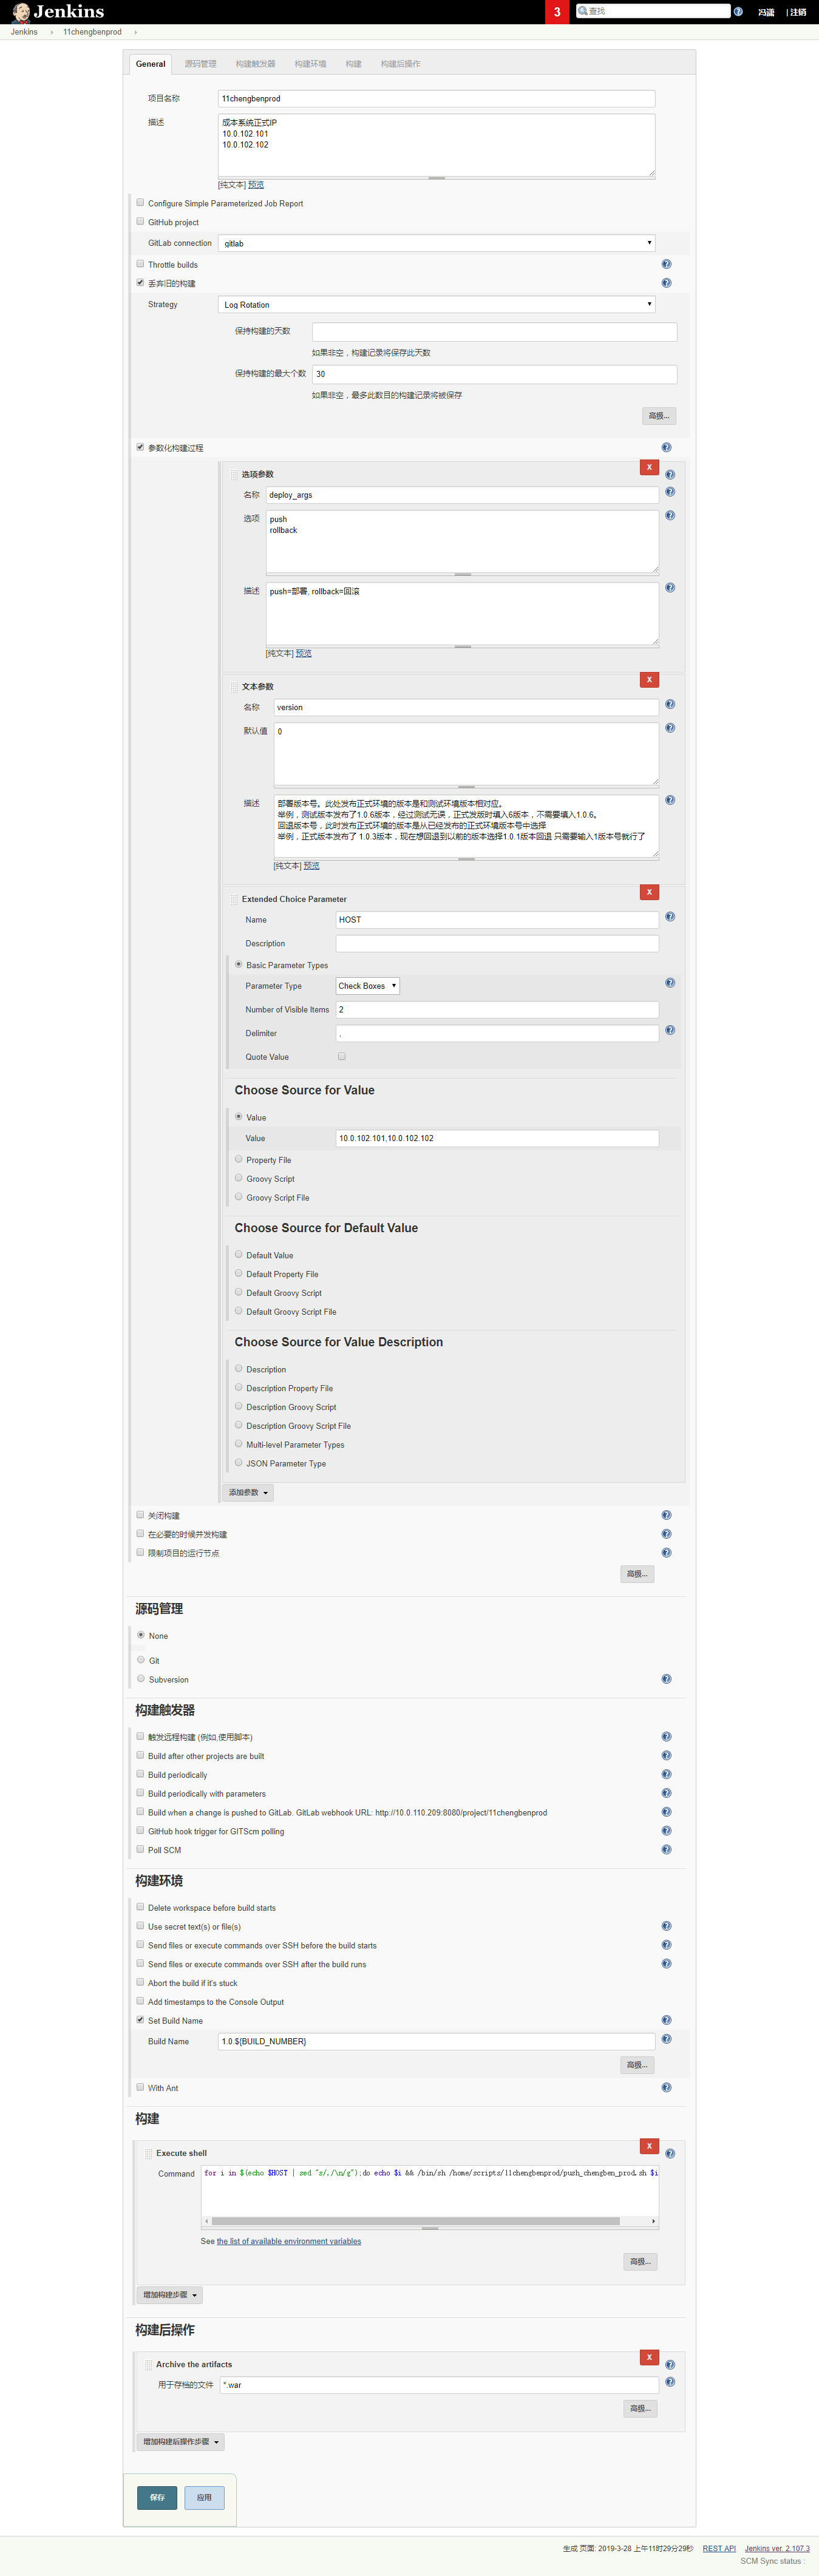 Jenkins
3
查找
冯潇
| 注销
Jenkins
11chengbenprod
General
源码管理
构建触发器
构建环境
构建
构建后操作
项目名称
11chengbenprod
描述
成本系统正式IP
10.0.102.101
10.0.102.102
[纯文本] 预览
Configure Simple Parameterized Job Report
GitHub project
GitLab connection
gitlab
Throttle builds
丢弃旧的构建
Strategy
Log Rotation
保持构建的天数
如果非空，构建记录将保存此天数
保持构建的最大个数
30
如果非空，最多此数目的构建记录将被保存
高级...
参数化构建过程
X
选项参数
名称
deploy_args
选项
push
rollback
描述
push=部署, rollback=回滚
[纯文本] 预览
X
文本参数
名称
version
默认值
0
描述
部署版本号。此处发布正式环境的版本是和测试环境版本相对应。
举例，测试版本发布了1.0.6版本，经过测试无误，正式发版时填入6版本，不需要填入1.0.6。
回退版本号，此时发布正式环境的版本是从已经发布的正式环境版本号中选择
举例，正式版本发布了 1.0.3版本，现在想回退到以前的版本选择1.0.1版本回退 只需要输入1版本号就行了
[纯文本] 预览
X
Extended Choice Parameter
Name
HOST
Description
Basic Parameter Types
Parameter Type
Check Boxes
Number of Visible Items
2
Delimiter
,
Quote Value
Choose Source for Value
Value
Value
10.0.102.101,10.0.102.102
Property File
Groovy Script
Groovy Script File
Choose Source for Default Value
Default Value
Default Property File
Default Groovy Script
Default Groovy Script File
Choose Source for Value Description
Description
Description Property File
Description Groovy Script
Description Groovy Script File
Multi-level Parameter Types
JSON Parameter Type
添加参数
关闭构建
在必要的时候并发构建
限制项目的运行节点
高级...
源码管理
None
Git
Subversion
构建触发器
触发远程构建 (例如,使用脚本)
Build after other projects are built
Build periodically
Build periodically with parameters
Build when a change is pushed to GitLab. GitLab webhook URL: http://10.0.110.209:8080/project/11chengbenprod
GitHub hook trigger for GITScm polling
Poll SCM
构建环境
Delete workspace before build starts
Use secret text(s) or file(s)
Send files or execute commands over SSH before the build starts
Send files or execute commands over SSH after the build runs
Abort the build if it's stuck
Add timestamps to the Console Output
Set Build Name
Build Name
1.0.${BUILD_NUMBER}
高级...
With Ant
构建
X
Execute shell
Command
for i in $(echo $HOST | sed "s/,/\n/g");do echo $i && /bin/sh /home/scripts/11chengbenprod/push_chengben_prod.sh $i
See the list of available environment variables
高级...
增加构建步骤
构建后操作
X
Archive the artifacts
用于存档的文件
*.war
高级...
增加构建后操作步骤
保存
应用
生成 页面: 2019-3-28 上午11时29分29秒
REST API
Jenkins ver. 2.107.3
SCM Sync status :